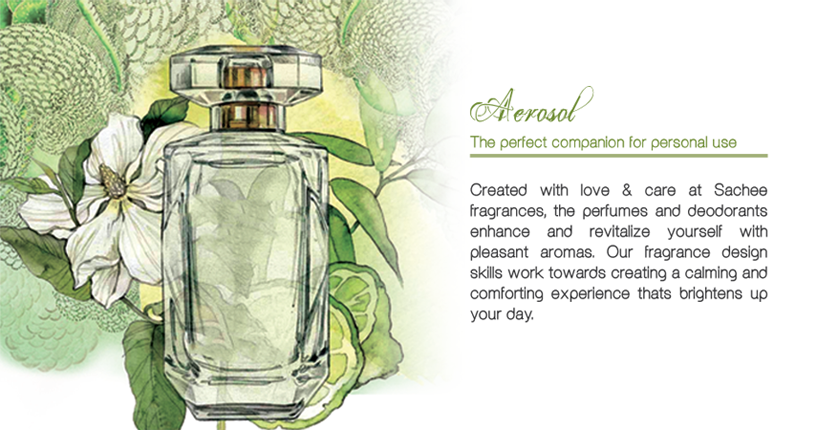 Aerosol
The perfect companion for personal use
Created with love & care at Sachee
fragrances, the perfumes and deodorants
enhance and revitalize yourself with
pleasant aromas. Our fragrance design
skills work towards creating a calming and
comforting experience thats brightens up
your day.